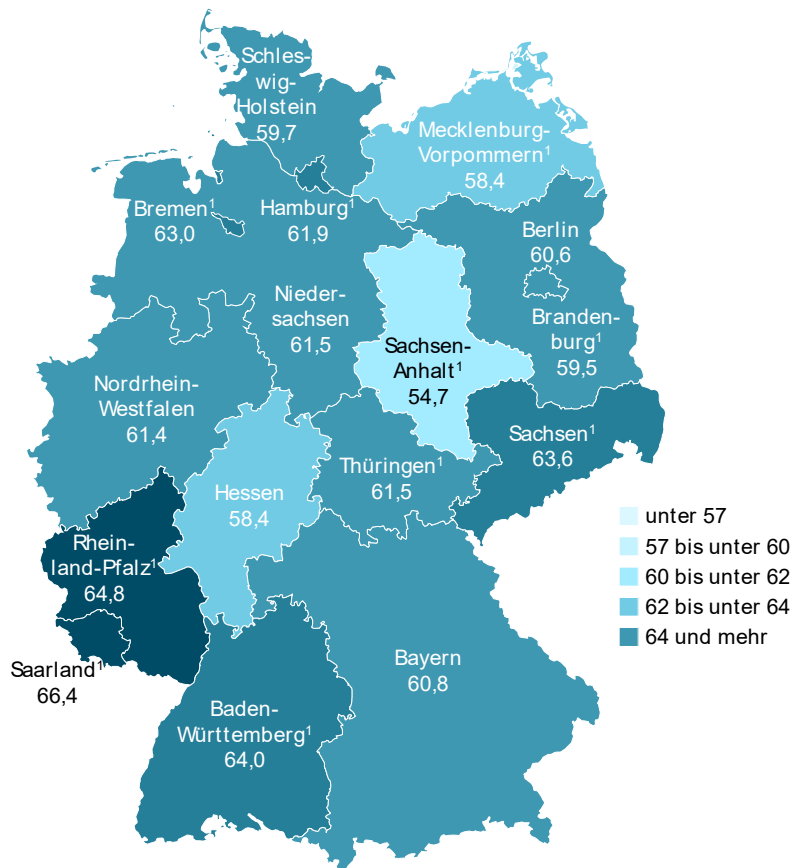 Schles-
wig-
Holstein
59,7
Mecklenburg-
Vorpommern¹
58,4
Bremen¹
63,0
Hamburg¹
61,9
Berlin
60,6
Nieder-
sachsen
61,5
Branden-
burg¹
59,5
Sachsen-
Anhalt¹
54,7
Nordrhein-
Westfalen
61,4
Sachsen¹
63,6
Thüringen¹
61,5
Hessen
58,4
Rhein-
land-Pfalz¹
64,8
Saarland¹
66,4
Bayern
60,8
Baden-
Württemberg¹
64,0
unter 57
57 bis unter 60
60 bis unter 62
62 bis unter 64
64 und mehr